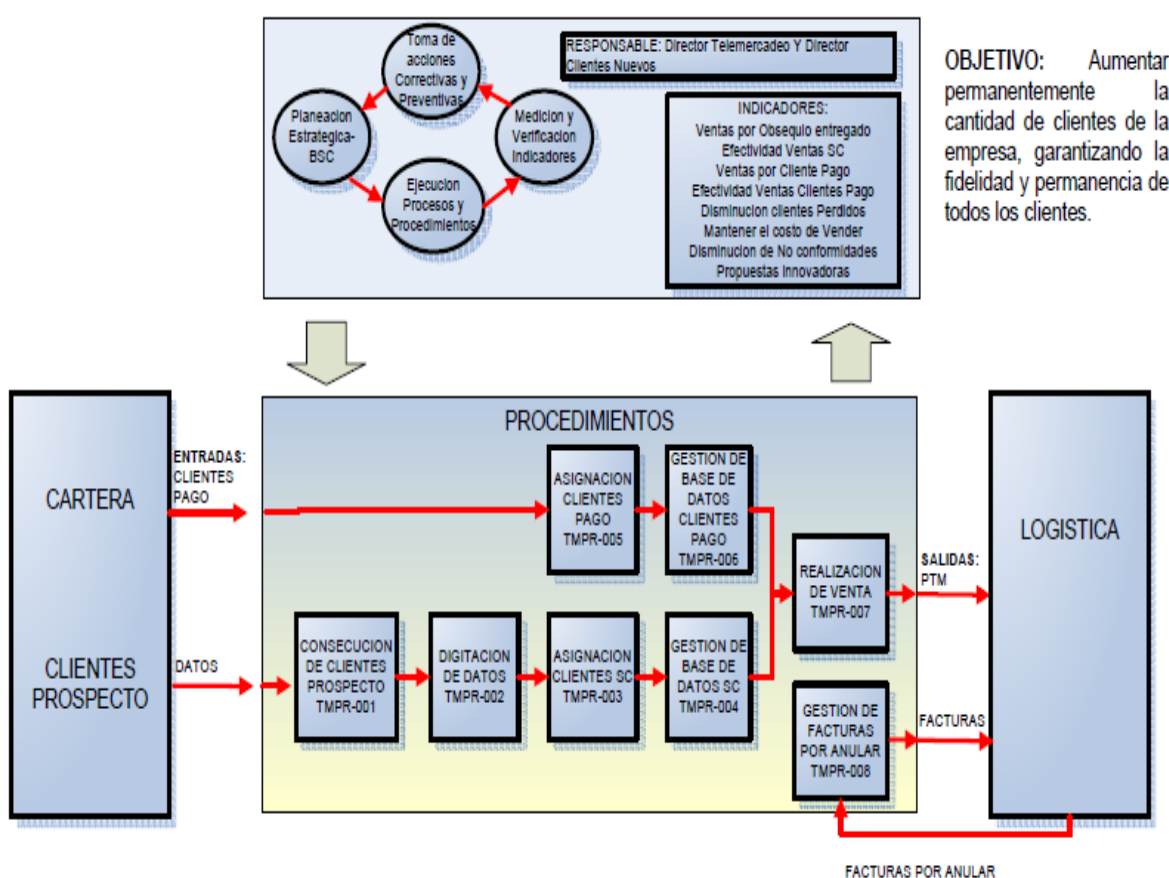 Toma de
acciones
Correctivas y
Preventivas
Planeacion
Estrategica-
BSC
Medicion y
Verificacion
Indicadores
Ejecucion
Procesos y
Procedimientos
RESPONSABLE: Director Telemercadeo Y Director
Clientes Nuevos
INDICADORES:
Ventas por Obsequio entregado
Efectividad Ventas SC
Ventas por Cliente Pago
Efectividad Ventas Clientes Pago
Disminucion clientes Perdidos
Mantener el costo de Vender
Disminucion de No conformidades
Propuestas Innovadoras
OBJETIVO: Aumentar
permanentemente la
cantidad de clientes de la
empresa, garantizando la
fidelidad y permanencia de
todos los clientes.
CARTERA
CLIENTES
PROSPECTO
ENTRADAS:
CLIENTES
PAGO
DATOS
PROCEDIMIENTOS
ASIGNACION
CLIENTES
PAGO
TMPR-005
GESTION DE
BASE DE
DATOS
CLIENTES
PAGO
TMPR-006
CONSECUCION
DE CLIENTES
PROSPECTO
TMPR-001
DIGITACION
DE DATOS
TMPR-002
ASIGNACION
CLIENTES SC
TMPR-003
GESTION DE
BASE DE
DATOS SC
TMPR-004
REALIZACION
DE VENTA
TMPR-007
GESTION DE
FACTURAS
POR ANULAR
TMPR-008
SALIDAS:
PTM
FACTURAS
LOGISTICA
FACTURAS POR ANULAR